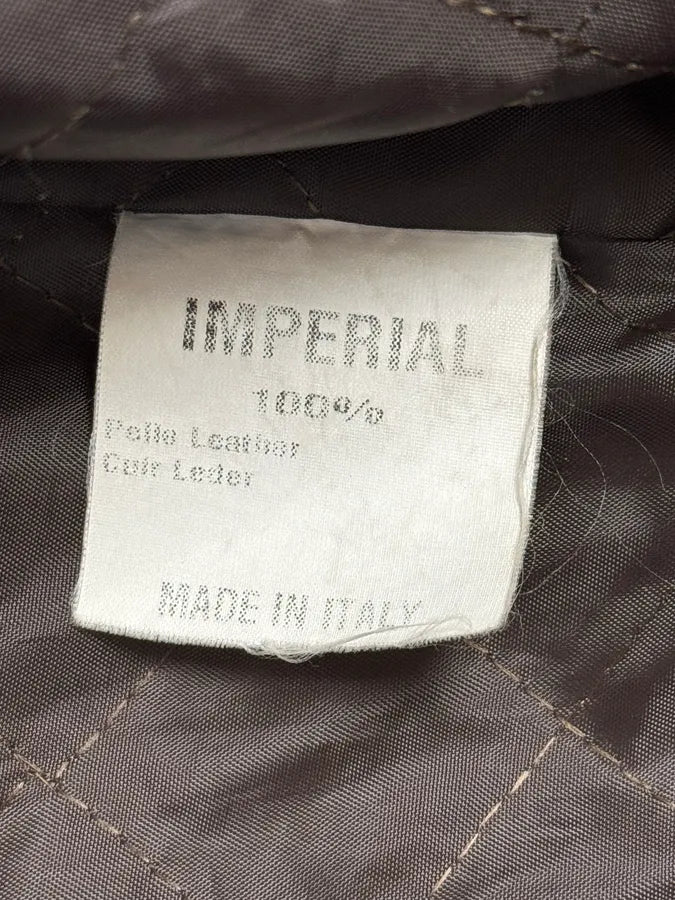 IMPERIAL
100%
Pelle Leather
Cuir Leder
MADE IN ITALY